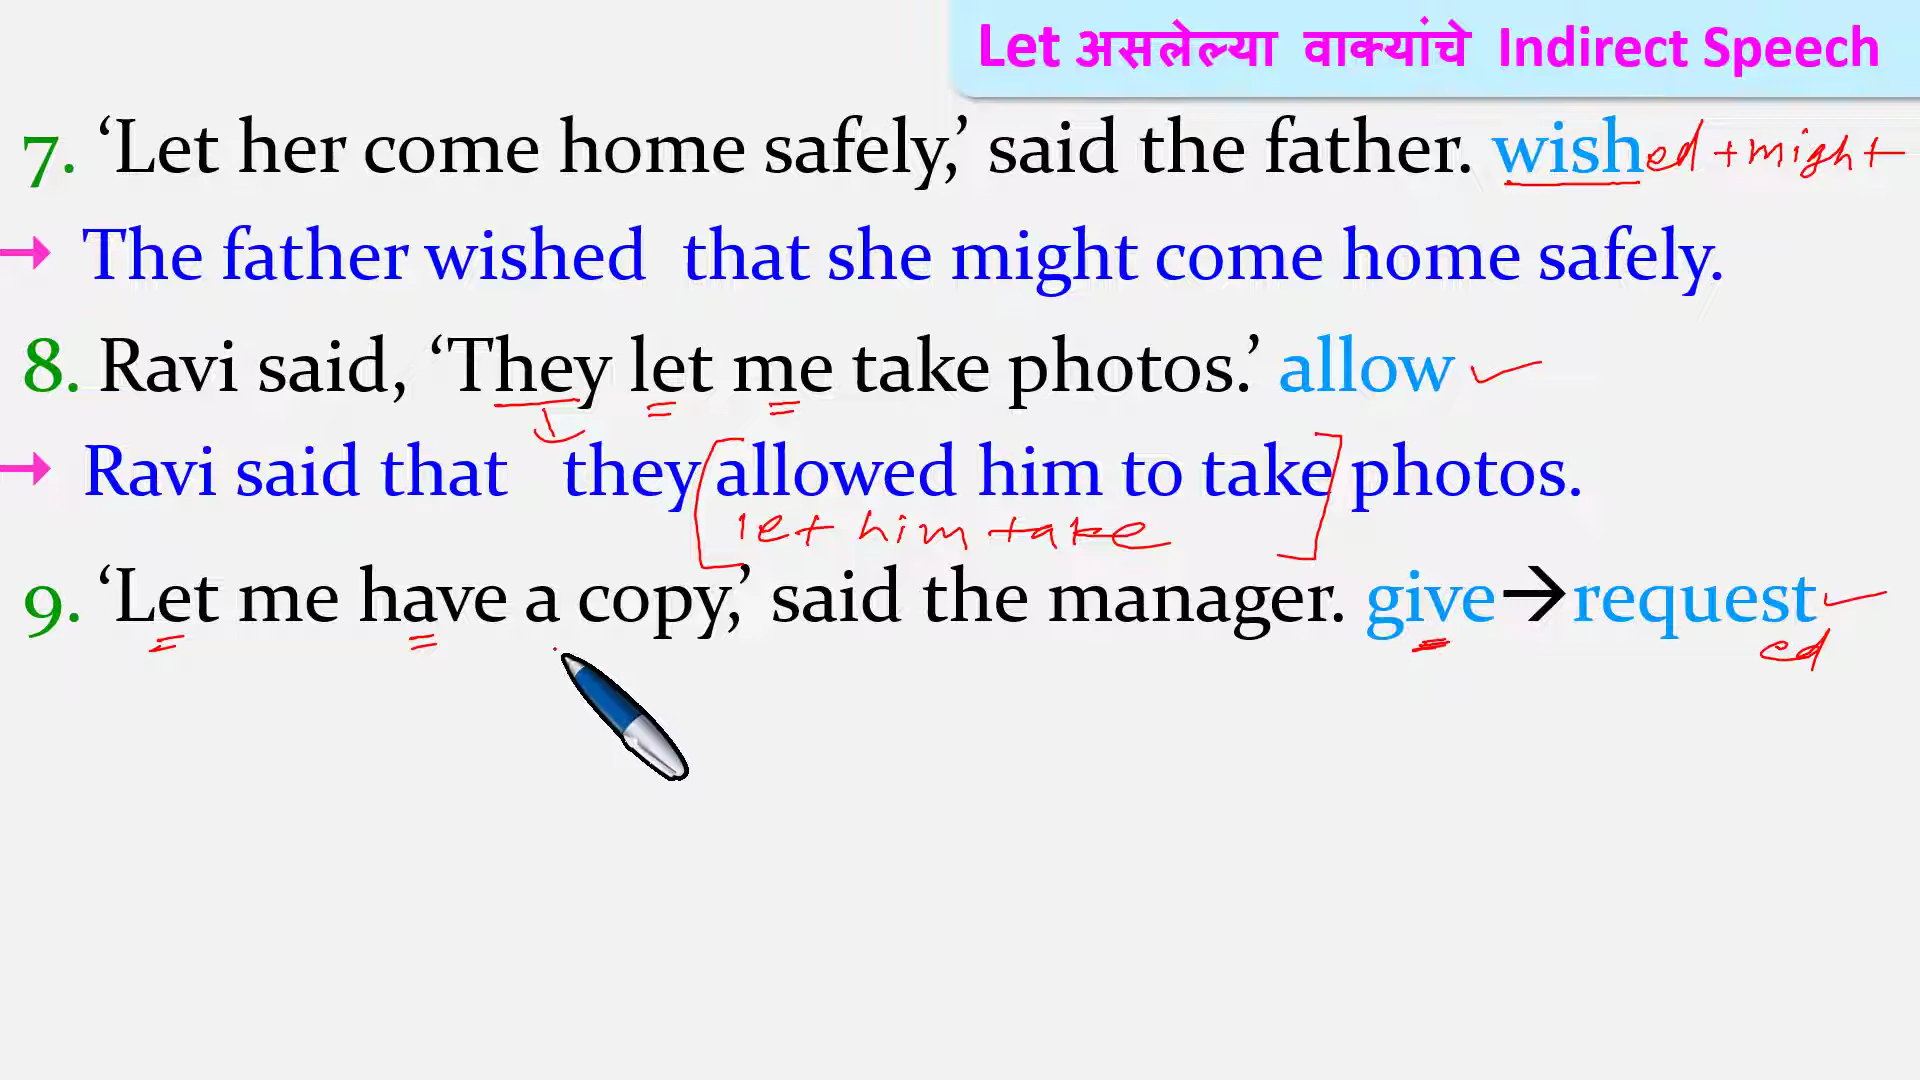 Let असलेल्या वाक्यांचे Indirect Speech
7. ‘Let her come home safely,’ said the father. wished + might
→ The father wished that she might come home safely.
8. Ravi said, ‘They let me take photos.’ allow ✓
→ Ravi said that they [allowed him to take] photos.
let him take
9. ‘Let me have a copy,’ said the manager. give→request ✓
ed